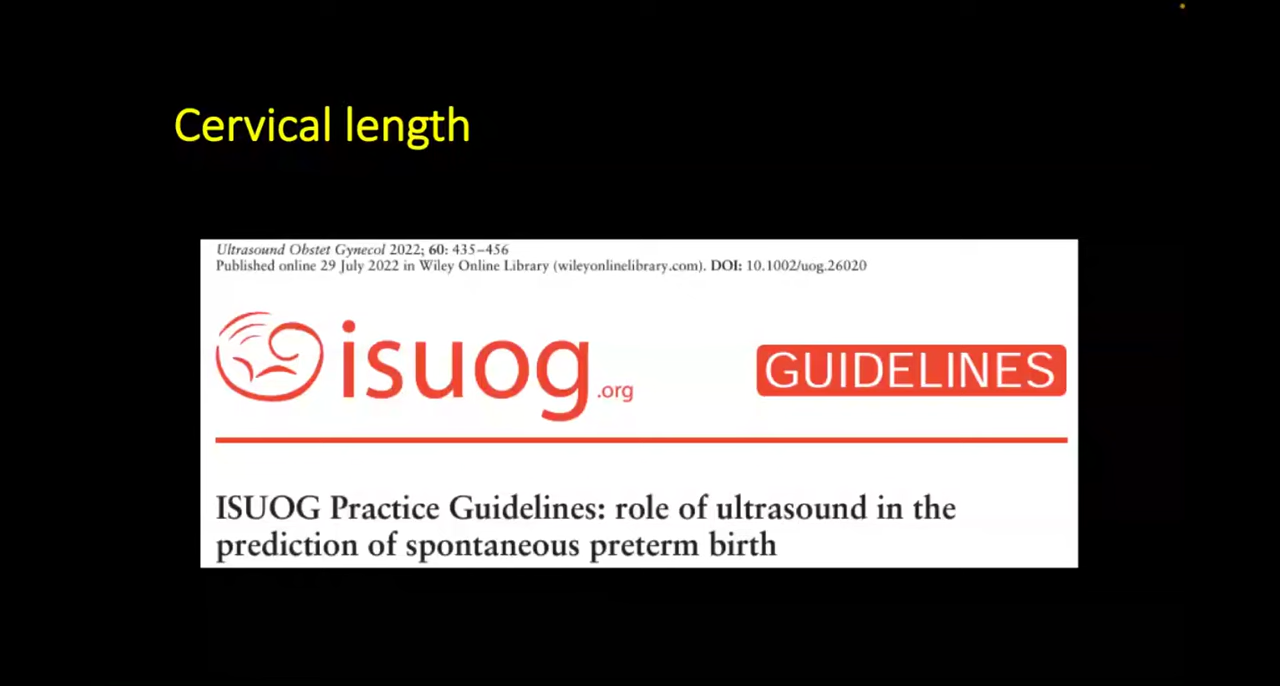 Cervical length
Ultrasound Obstet Gynecol 2022; 60: 435–456
Published online 29 July 2022 in Wiley Online Library (wileyonlinelibrary.com). DOI: 10.1002/uog.26020
isuog.org
GUIDELINES
ISUOG Practice Guidelines: role of ultrasound in the
prediction of spontaneous preterm birth